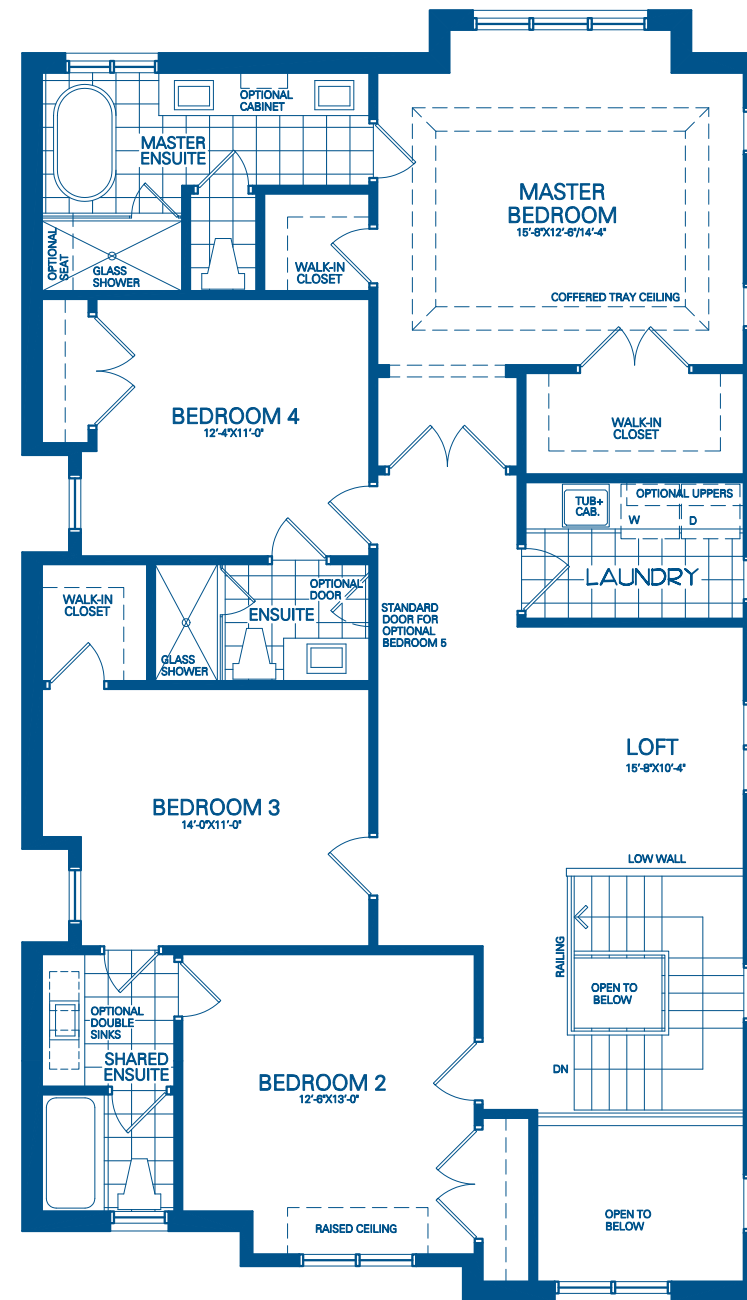 OPTIONAL
CABINET
MASTER
ENSUITE
MASTER
BEDROOM
15'-8"X12'-6"/14'-4"
OPTIONAL
SEAT
GLASS
SHOWER
WALK-IN
CLOSET
COFFERED TRAY CEILING
BEDROOM 4
12'-4"X11'-0"
WALK-IN
CLOSET
TUB+
CAB.
OPTIONAL UPPERS
W
D
LAUNDRY
WALK-IN
CLOSET
OPTIONAL
DOOR
ENSUITE
GLASS
SHOWER
STANDARD
DOOR FOR
OPTIONAL
BEDROOM 5
LOFT
15'-8"X10'-4"
BEDROOM 3
14'-0"X11'-0"
LOW WALL
RAILING
OPEN TO
BELOW
DN
OPTIONAL
DOUBLE
SINKS
SHARED
ENSUITE
BEDROOM 2
12'-6"X13'-0"
RAISED CEILING
OPEN TO
BELOW